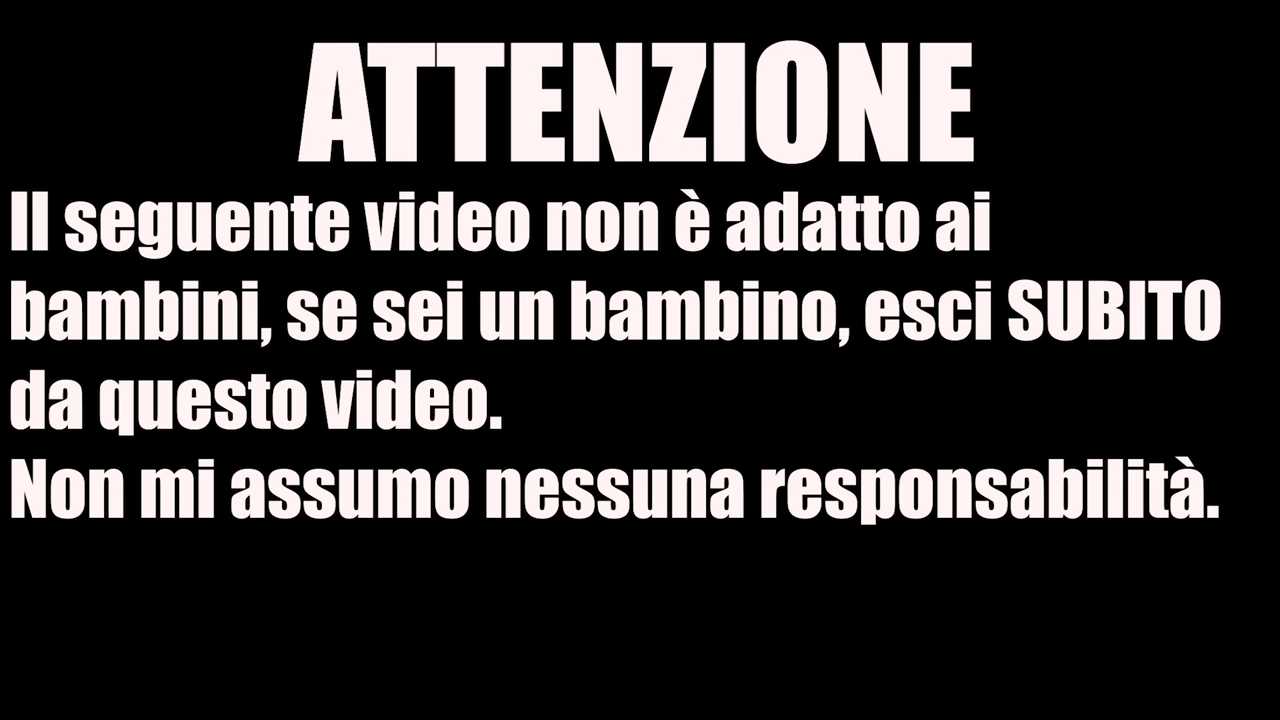 ATTENZIONE
Il seguente video non è adatto ai
bambini, se sei un bambino, esci SUBITO
da questo video.
Non mi assumo nessuna responsabilità.